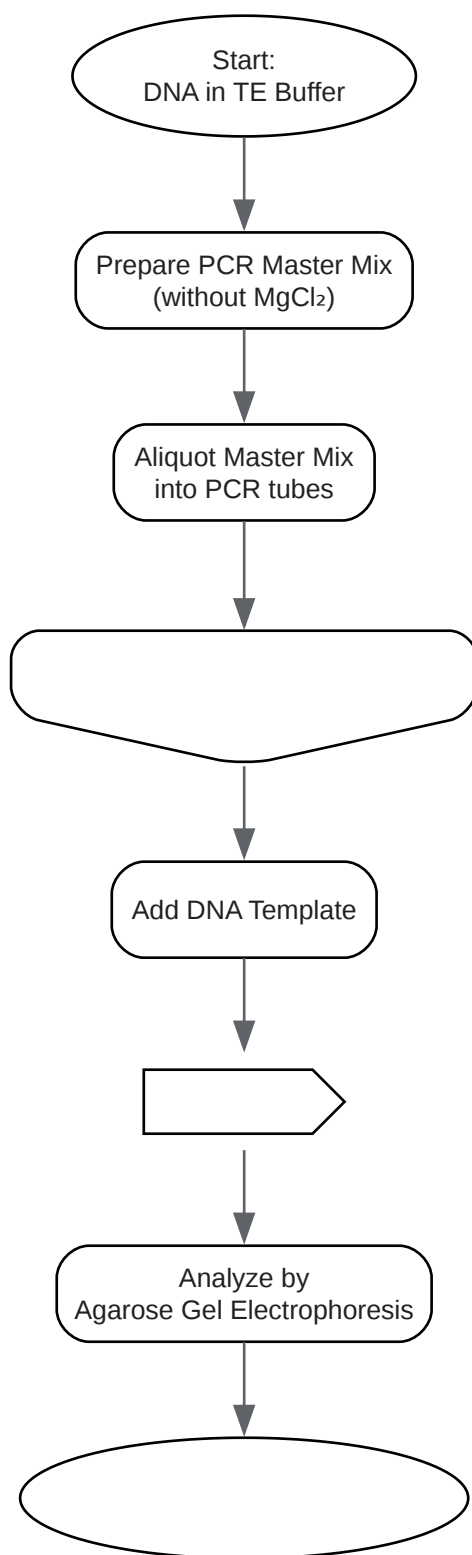 Start:
DNA in TE Buffer
Prepare PCR Master Mix
(without MgCl₂)
Aliquot Master Mix
into PCR tubes
Add DNA Template
Analyze by
Agarose Gel Electrophoresis